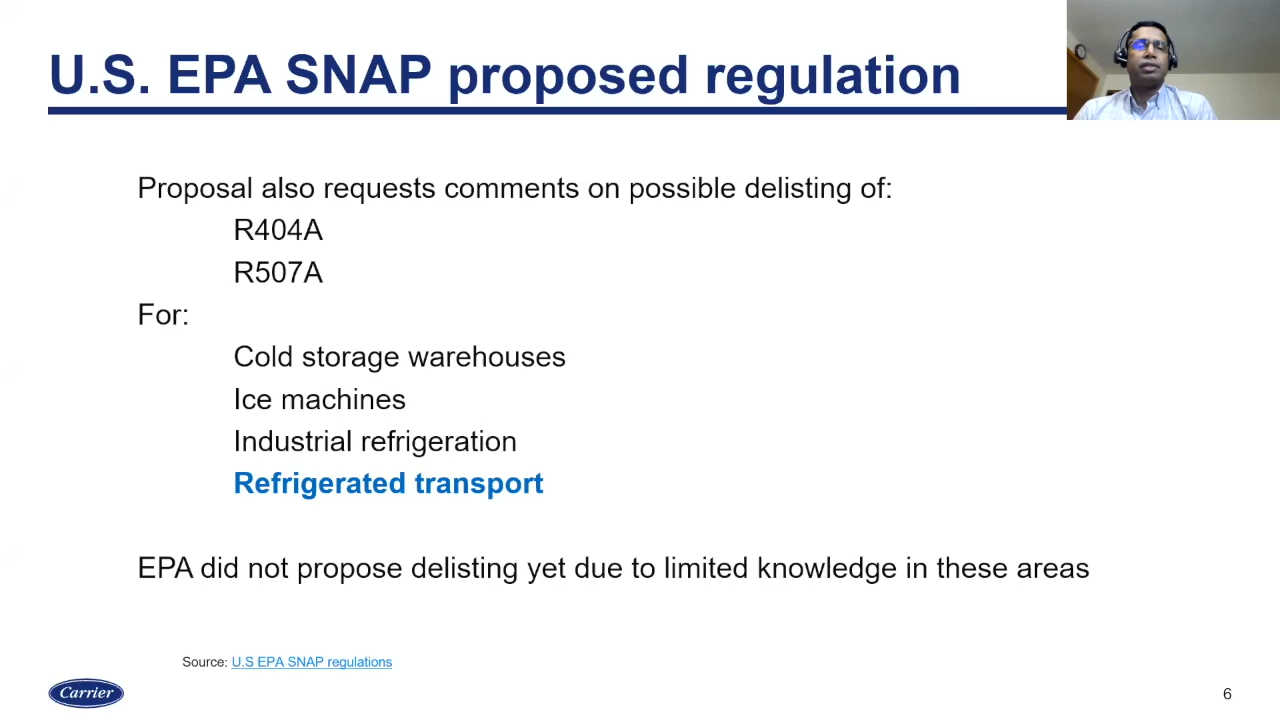 U.S. EPA SNAP proposed regulation
Proposal also requests comments on possible delisting of:
R404A
R507A
For:
Cold storage warehouses
Ice machines
Industrial refrigeration
Refrigerated transport
EPA did not propose delisting yet due to limited knowledge in these areas
Source: U.S EPA SNAP regulations
Carrier
6